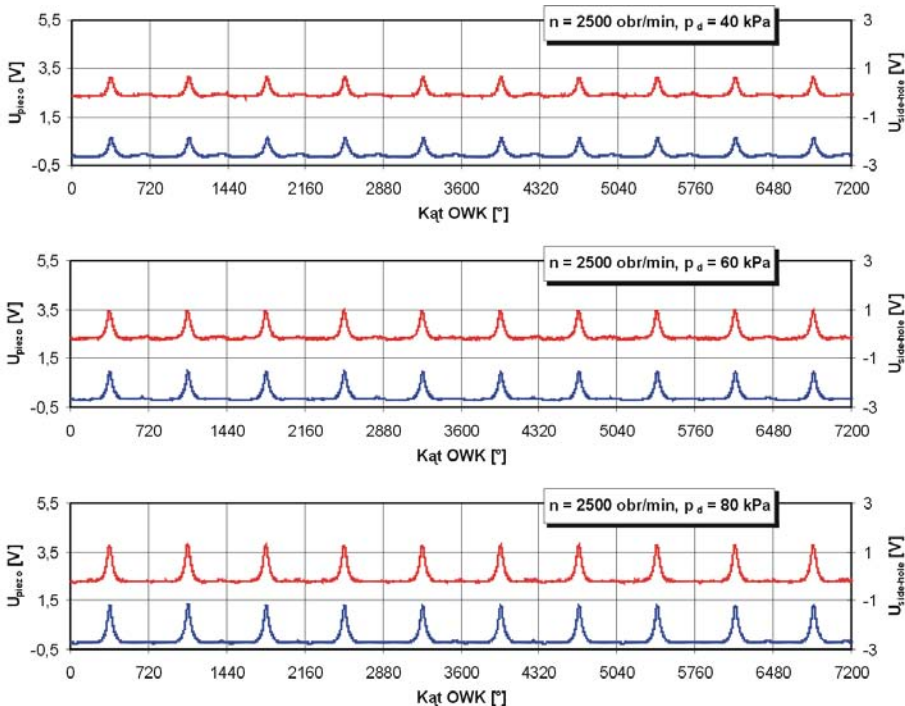 n = 2500 obr/min, p d = 40 kPa
5,5
3,5
1,5
-0,5
U piezo [V]
3
1
-1
-3
U side-hole [V]
0 720 1440 2160 2880 3600 4320 5040 5760 6480 7200
Kąt OWK [°]
n = 2500 obr/min, p d = 60 kPa
5,5
3,5
1,5
-0,5
U piezo [V]
3
1
-1
-3
U side-hole [V]
0 720 1440 2160 2880 3600 4320 5040 5760 6480 7200
Kąt OWK [°]
n = 2500 obr/min, p d = 80 kPa
5,5
3,5
1,5
-0,5
U piezo [V]
3
1
-1
-3
U side-hole [V]
0 720 1440 2160 2880 3600 4320 5040 5760 6480 7200
Kąt OWK [°]